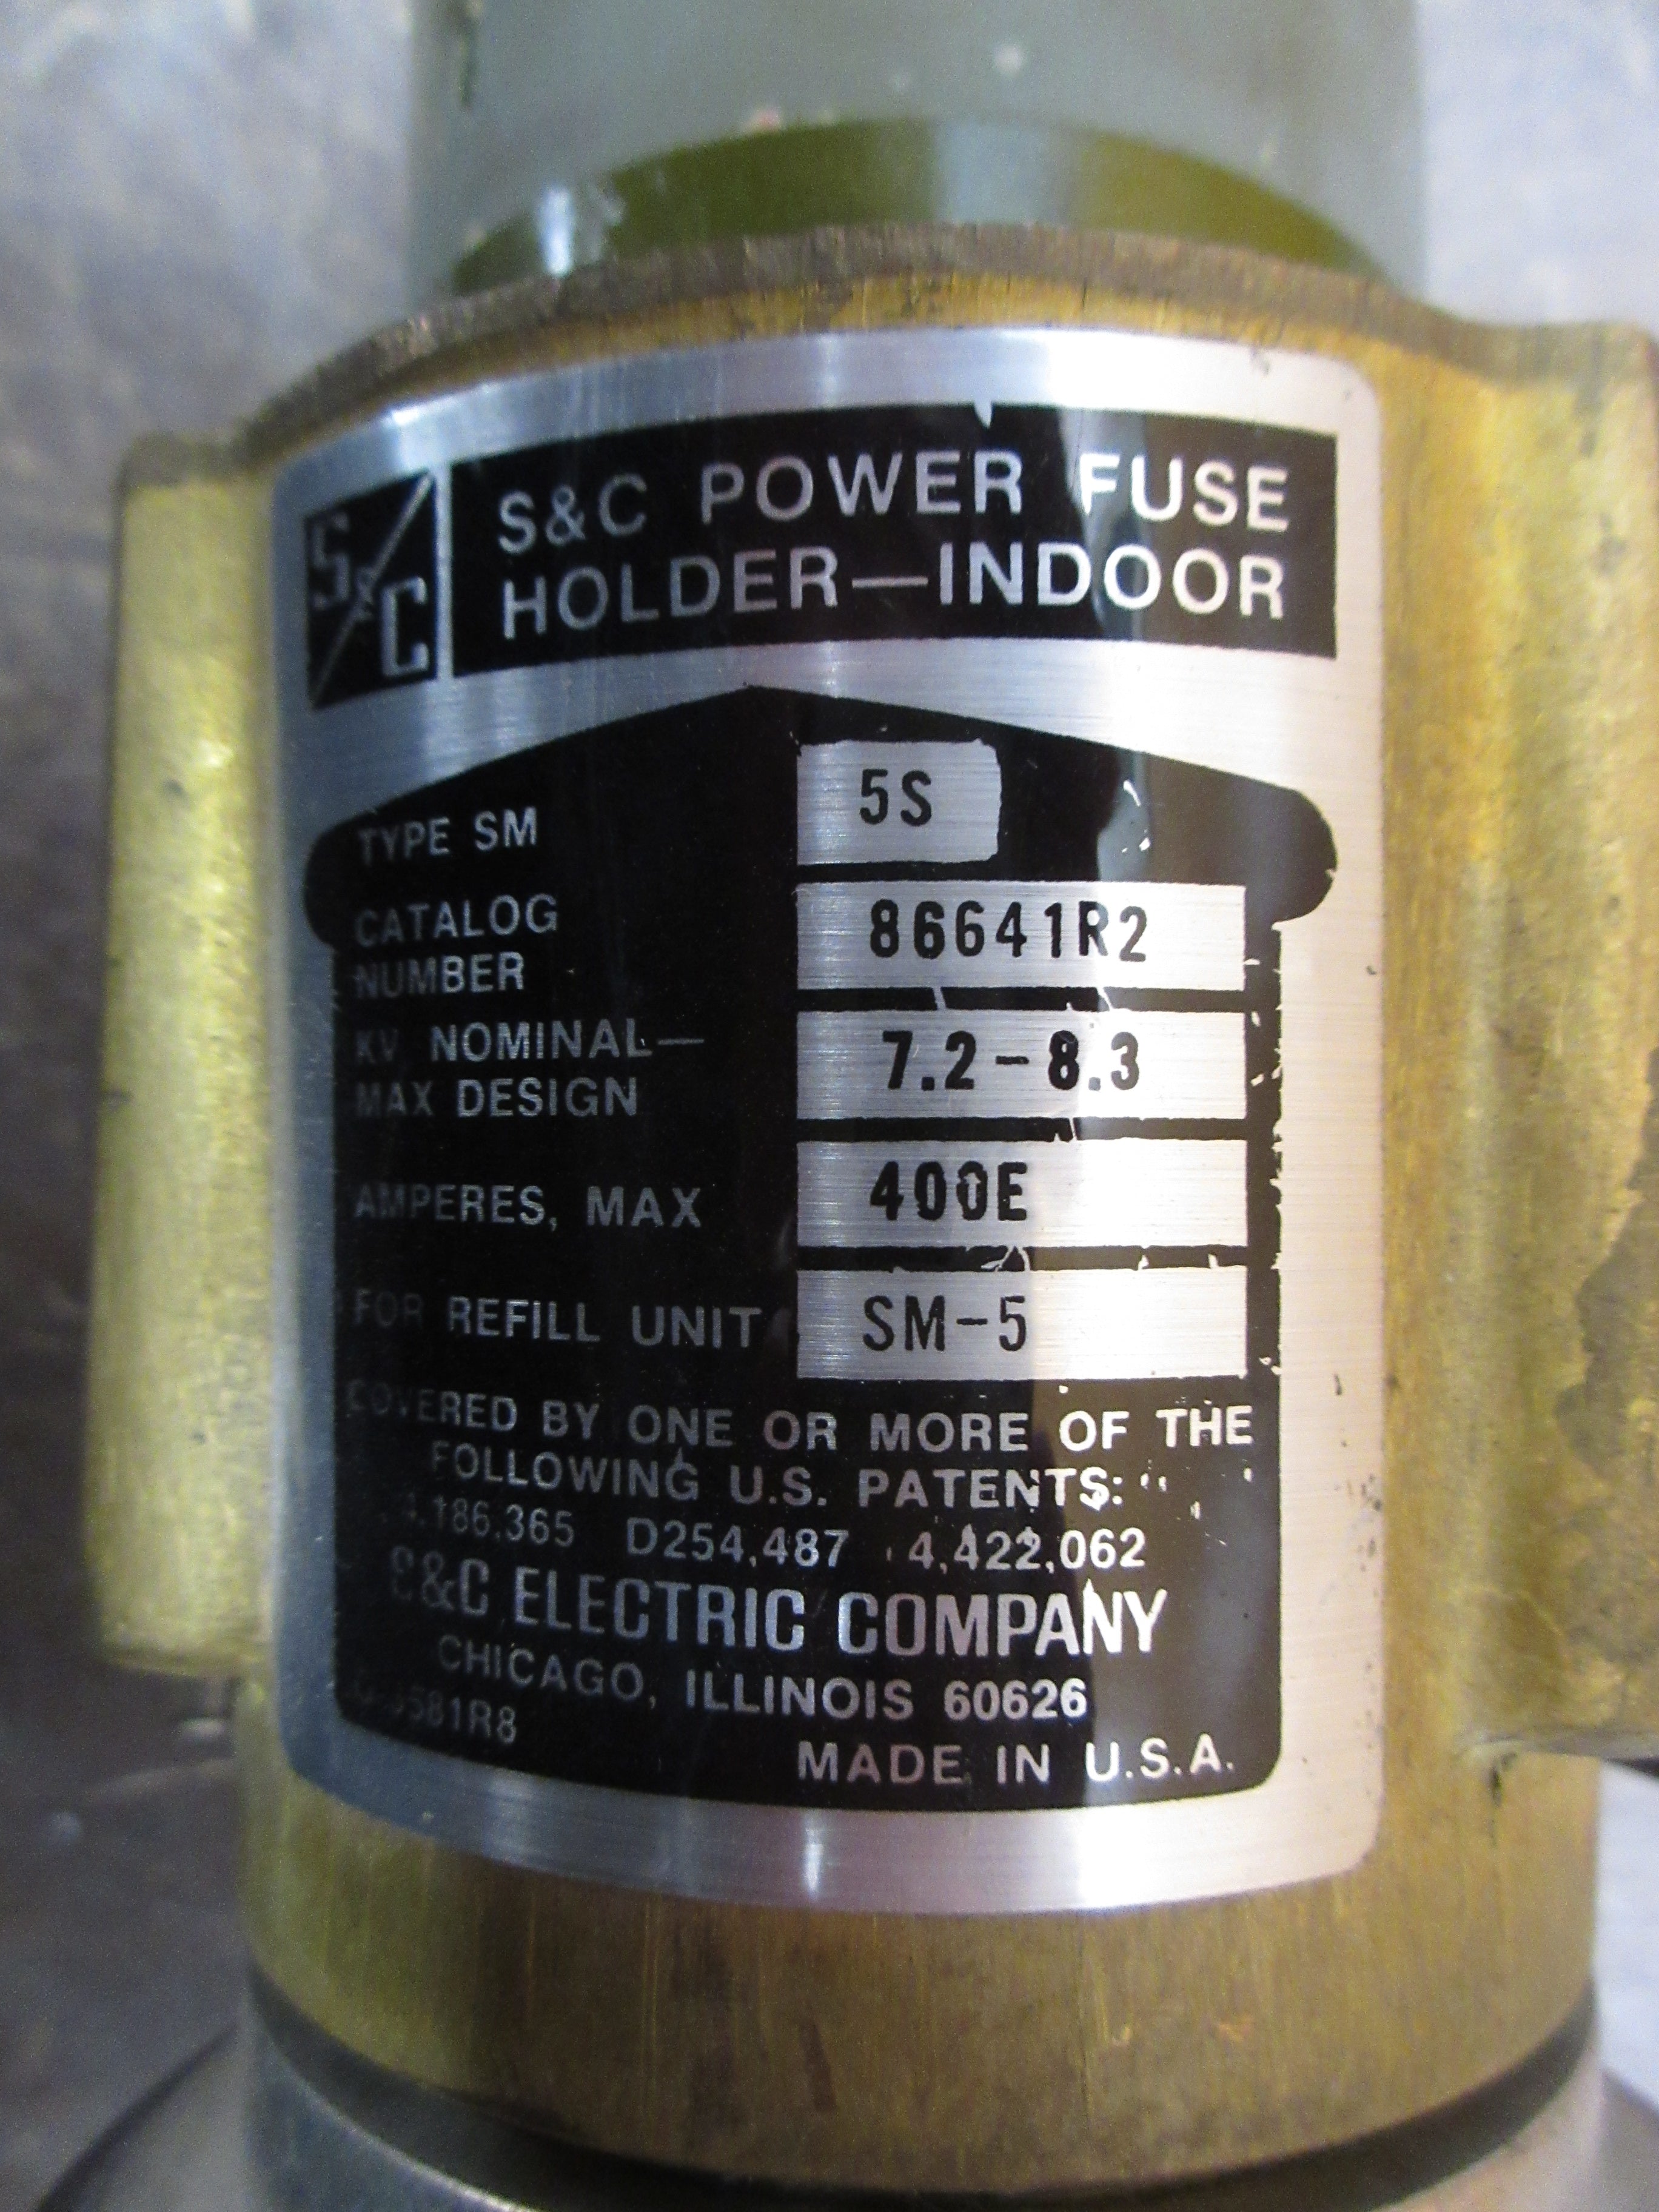 S&C
S&C POWER FUSE
HOLDER—INDOOR
TYPE SM 5S
CATALOG
NUMBER 86641R2
KV NOMINAL—
MAX DESIGN 7.2-8.3
AMPERES, MAX 400E
FOR REFILL UNIT SM-5
COVERED BY ONE OR MORE OF THE
FOLLOWING U.S. PATENTS:
4,186,365 D254,487 4,422,062
S&C ELECTRIC COMPANY
CHICAGO, ILLINOIS 60626
MADE IN U.S.A.